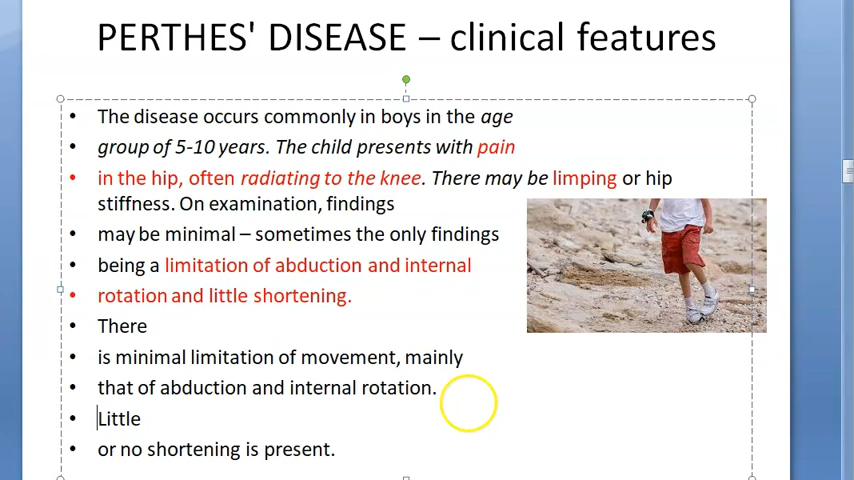 PERTHES' DISEASE – clinical features
• The disease occurs commonly in boys in the age
• group of 5-10 years. The child presents with pain
• in the hip, often radiating to the knee. There may be limping or hip
stiffness. On examination, findings
• may be minimal – sometimes the only findings
• being a limitation of abduction and internal
• rotation and little shortening.
• There
• is minimal limitation of movement, mainly
• that of abduction and internal rotation.
• Little
• or no shortening is present.